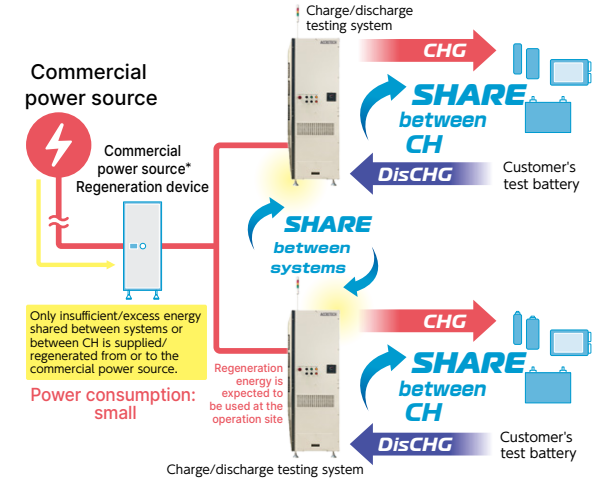 Charge/discharge
testing system
CHG
Commercial
power source
SHARE
between
CH
Commercial
power source*
Regeneration device
DisCHG
Customer's
test battery
SHARE
between
systems
Only insufficient/excess energy
shared between systems or
between CH is supplied/
regenerated from or to the
commercial power source.
Power consumption:
small
Regeneration
energy is
expected to
be used at the
operation site
CHG
SHARE
between
CH
DisCHG
Customer's
test battery
Charge/discharge testing system